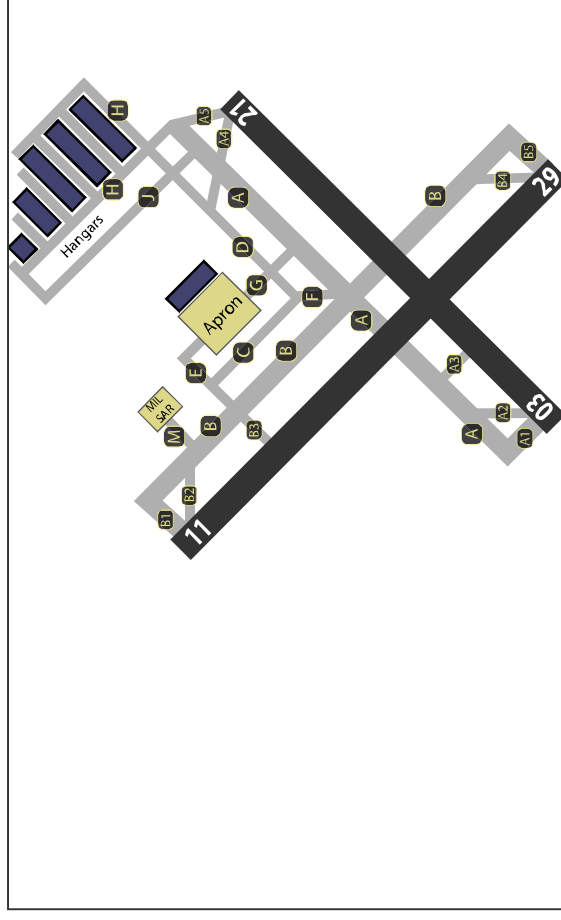 H
A5
21
A4
B5
B4
29
H
J
A
B
Hangars
D
G
F
Apron
A
C
B
A3
E
MIL
SAR
03
A2
B
M
B3
A
A1
B2
B1
11